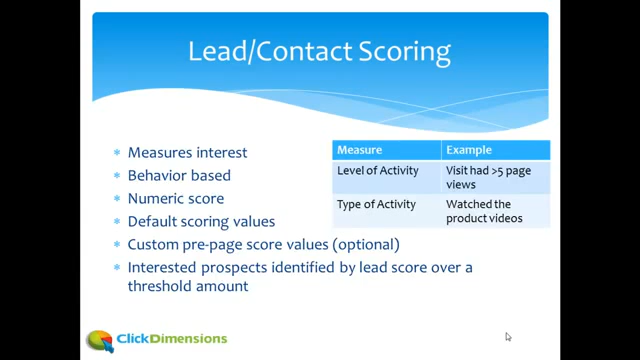 Lead/Contact Scoring
Measures interest
Behavior based
Numeric score
Default scoring values
Custom pre-page score values (optional)
Interested prospects identified by lead score over a
threshold amount
Measure Example
Level of Activity Visit had >5 page
views
Type of Activity Watched the
product videos
ClickDimensions